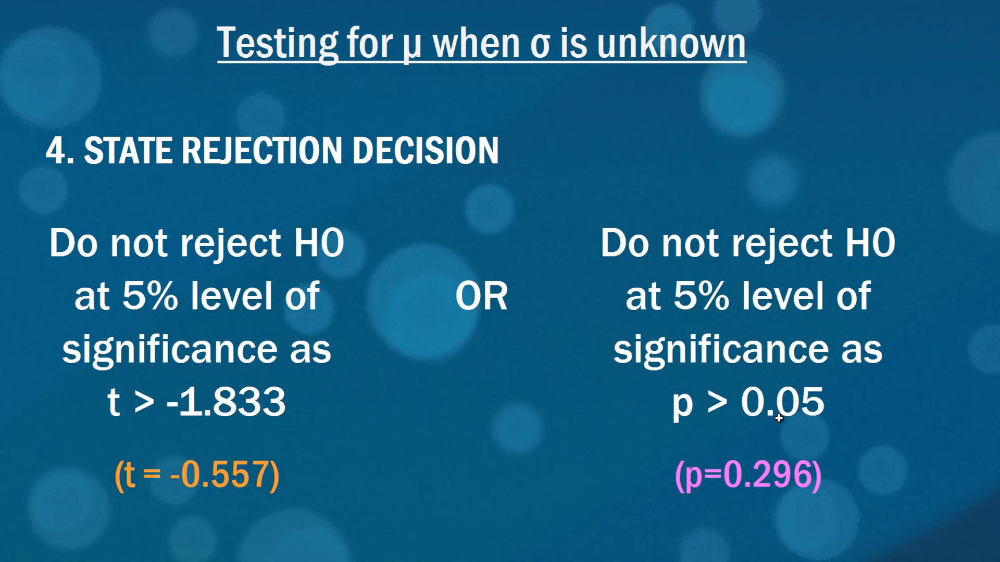 Testing for μ when σ is unknown
4. STATE REJECTION DECISION
Do not reject H0
at 5% level of
significance as
t > -1.833
(t = -0.557)
OR
Do not reject H0
at 5% level of
significance as
p > 0.05
(p=0.296)